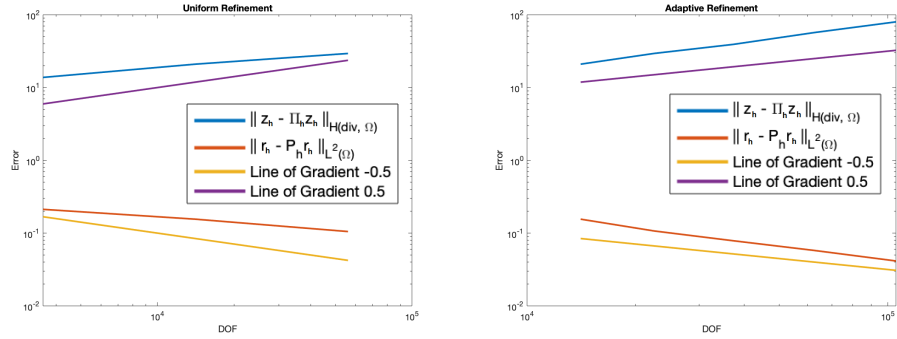 Uniform Refinement
10^2
10^1
10^0
10^-1
10^-2
Error
|| z_h - Π_h z_h ||_H(div, Ω)
|| r_h - P_h r_h ||_L^2(Ω)
Line of Gradient -0.5
Line of Gradient 0.5
10^4
10^5
DOF
Adaptive Refinement
10^2
10^1
10^0
10^-1
10^-2
Error
|| z_h - Π_h z_h ||_H(div, Ω)
|| r_h - P_h r_h ||_L^2(Ω)
Line of Gradient -0.5
Line of Gradient 0.5
10^4
10^5
DOF